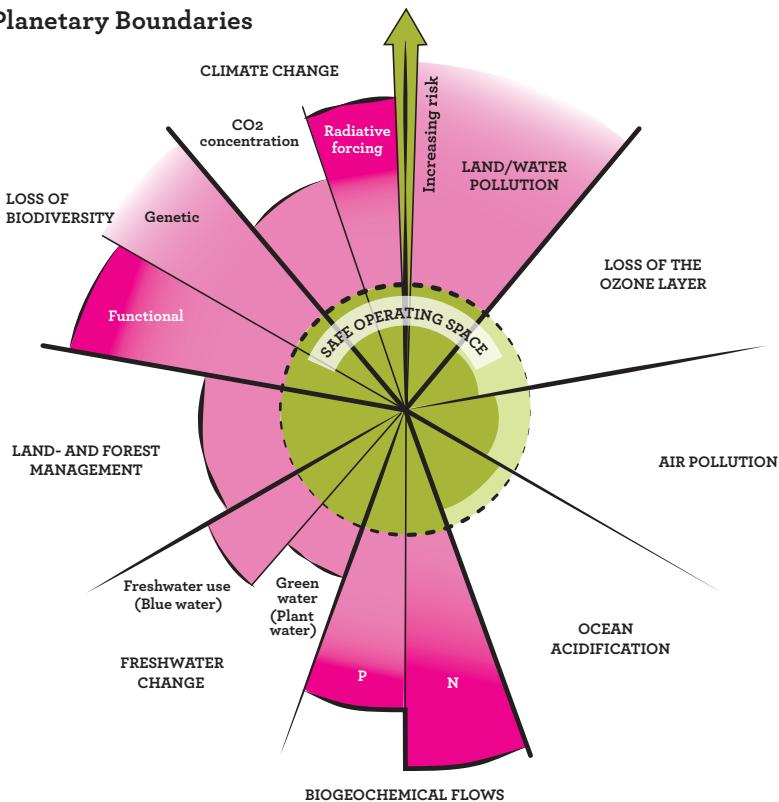 Planetary Boundaries
CLIMATE CHANGE
CO2
concentration
Radiative
forcing
Increasing risk
LAND/WATER
POLLUTION
LOSS OF
BIODIVERSITY
Genetic
Functional
LOSS OF THE
OZONE LAYER
SAFE OPERATING SPACE
LAND- AND FOREST
MANAGEMENT
AIR POLLUTION
Freshwater use
(Blue water)
Green
water
(Plant
water)
FRESHWATER
CHANGE
OCEAN
ACIDIFICATION
P
N
BIOGEOCHEMICAL FLOWS